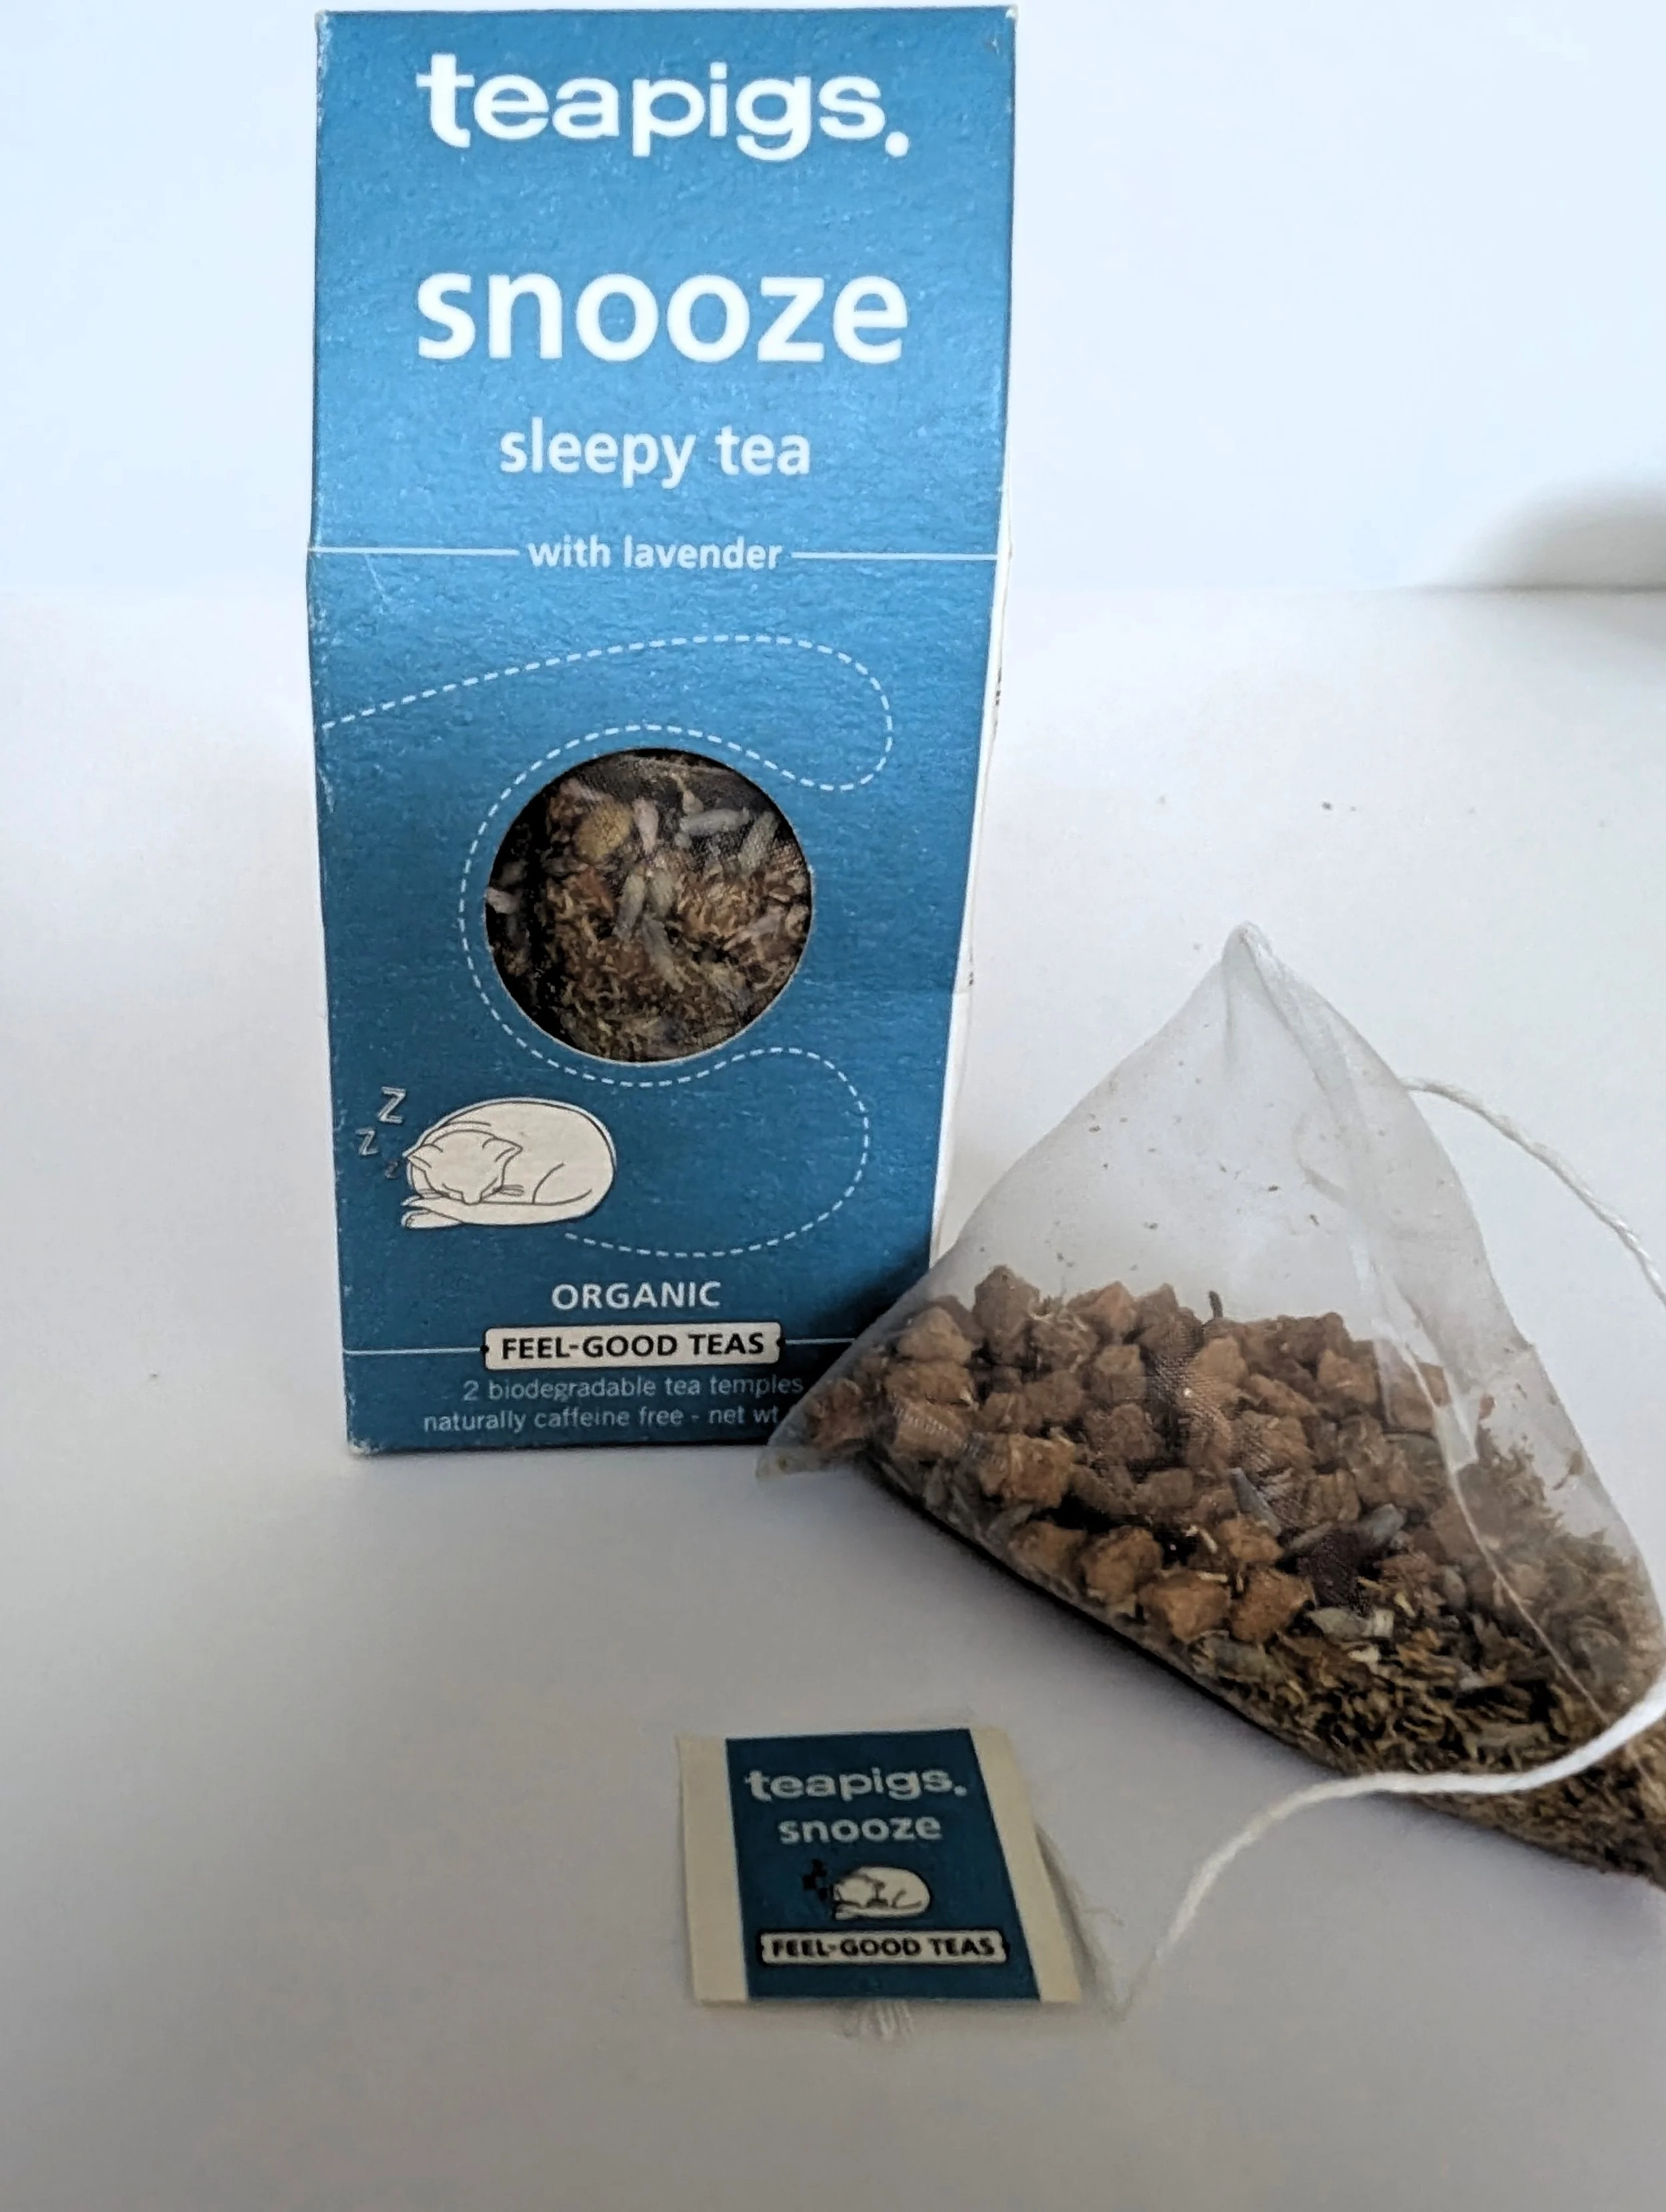 teapigs.
snooze
sleepy tea
with lavender
z
z
z
ORGANIC
FEEL-GOOD TEAS
2 biodegradable tea temples
naturally caffeine free - net wt
teapigs.
snooze
FEEL-GOOD TEAS